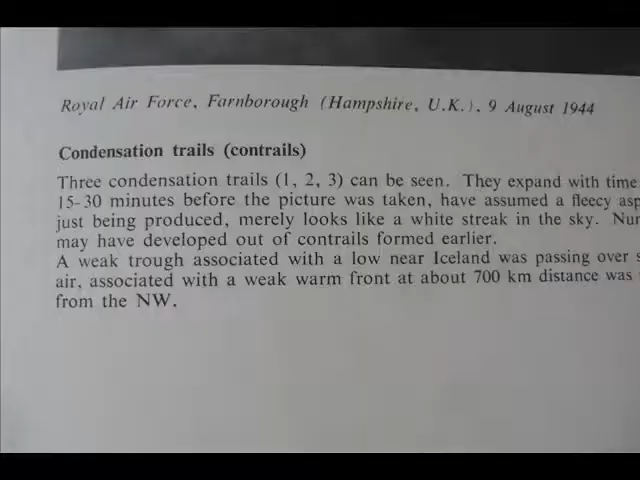 Royal Air Force, Farnborough (Hampshire, U.K.), 9 August 1944
Condensation trails (contrails)
Three condensation trails (1, 2, 3) can be seen. They expand with time
15-30 minutes before the picture was taken, have assumed a fleecy
just being produced, merely looks like a white streak in the sky.
may have developed out of contrails formed earlier.
A weak trough associated with a low near Iceland was passing over
air, associated with a weak warm front at about 700 km distance was
from the NW.